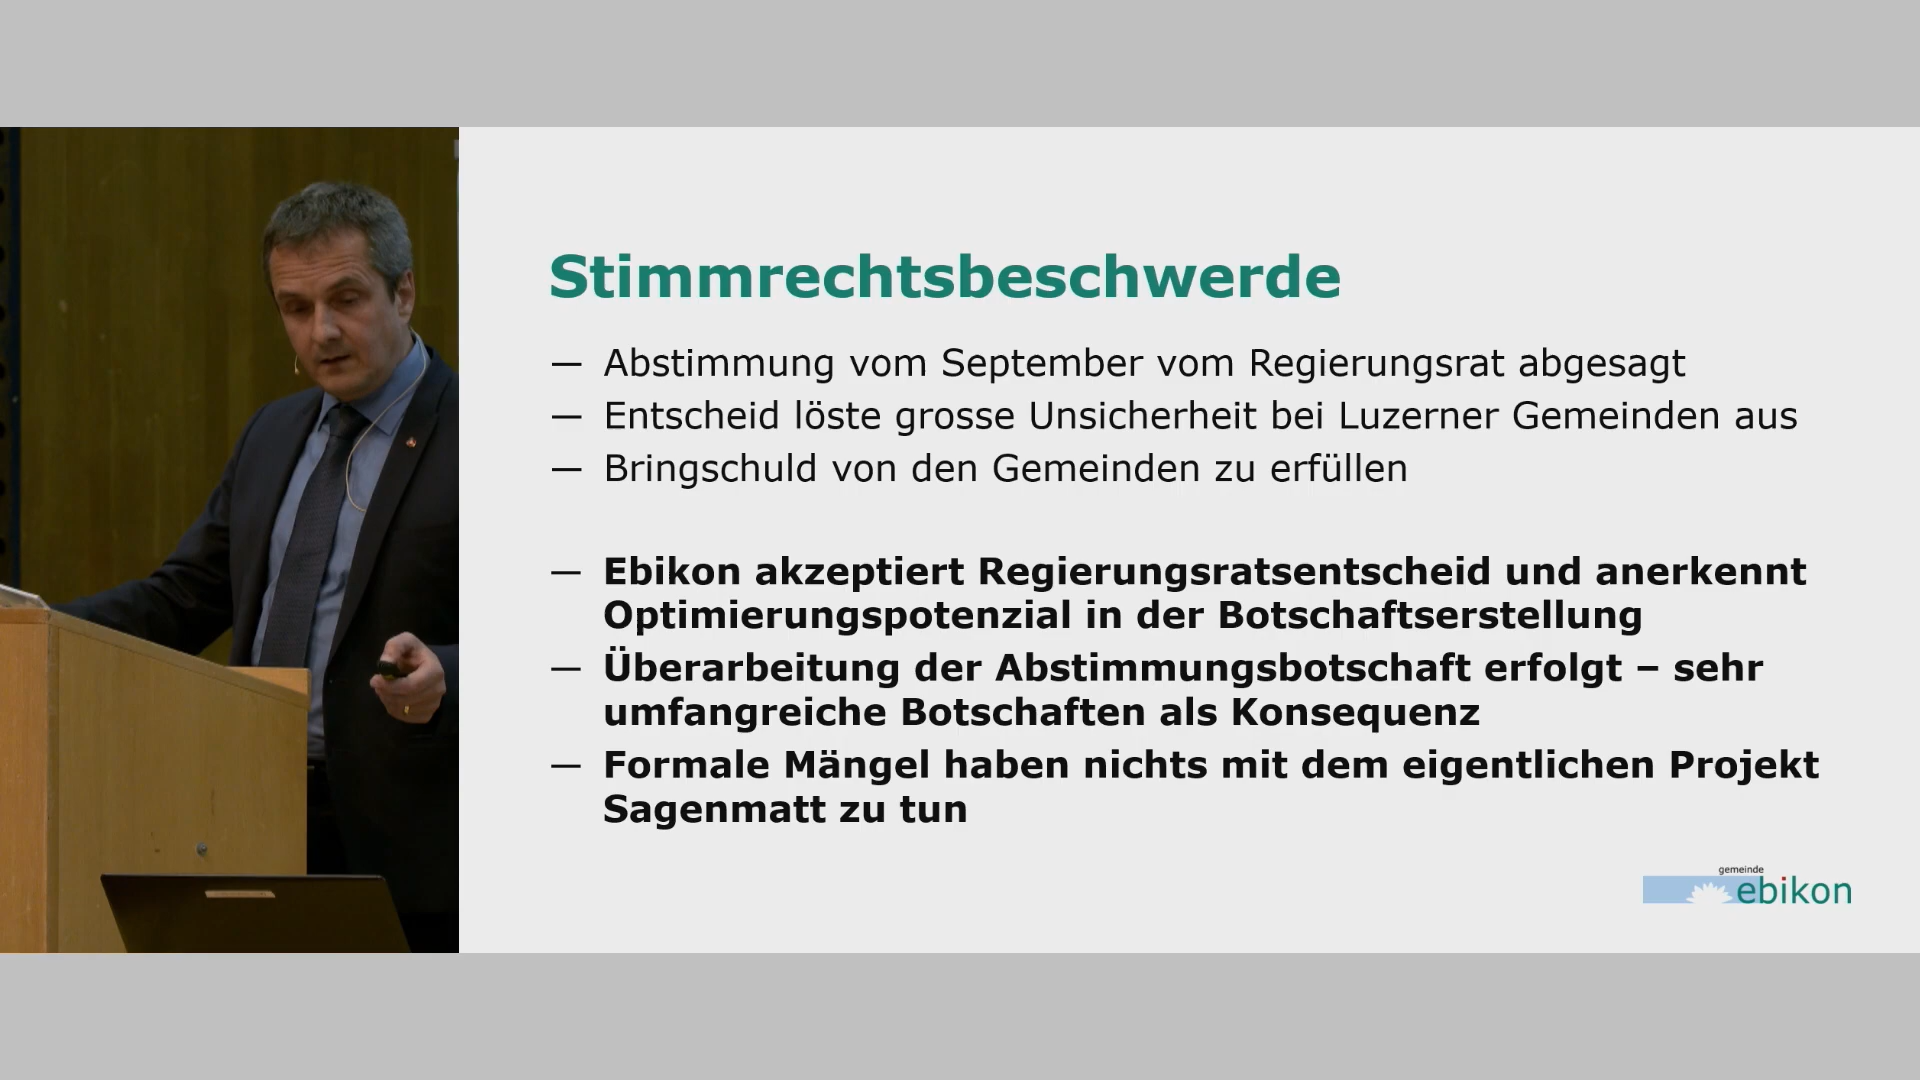 Stimmrechtsbeschwerde
— Abstimmung vom September vom Regierungsrat abgesagt
— Entscheid löste grosse Unsicherheit bei Luzerner Gemeinden aus
— Bringschuld von den Gemeinden zu erfüllen
— Ebikon akzeptiert Regierungsratsentscheid und anerkennt
Optimierungspotenzial in der Botschaftserstellung
— Überarbeitung der Abstimmungsbotschaft erfolgt – sehr
umfangreiche Botschaften als Konsequenz
— Formale Mängel haben nichts mit dem eigentlichen Projekt
Sagenmatt zu tun
gemeinde
ebikon